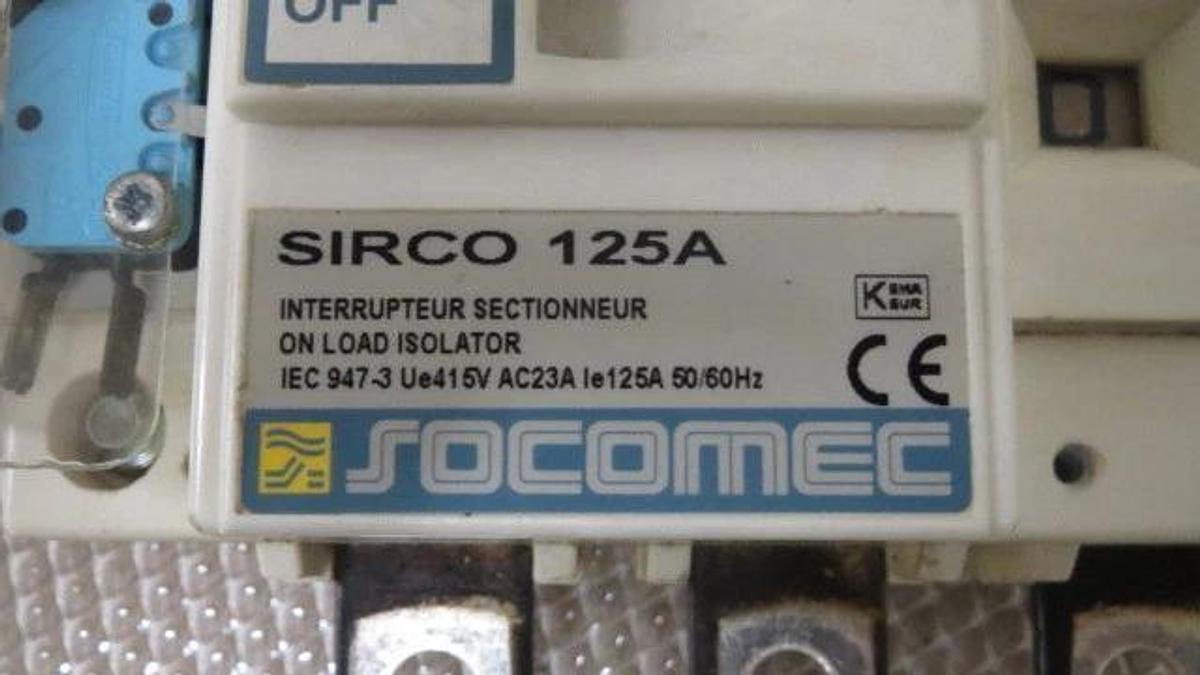 OFF
SIRCO 125A
INTERRUPTEUR SECTIONNEUR
ON LOAD ISOLATOR
IEC 947-3 Ue415V AC23A Ie125A 50/60Hz
KEMA
KEUR
CE
SOCOMEC